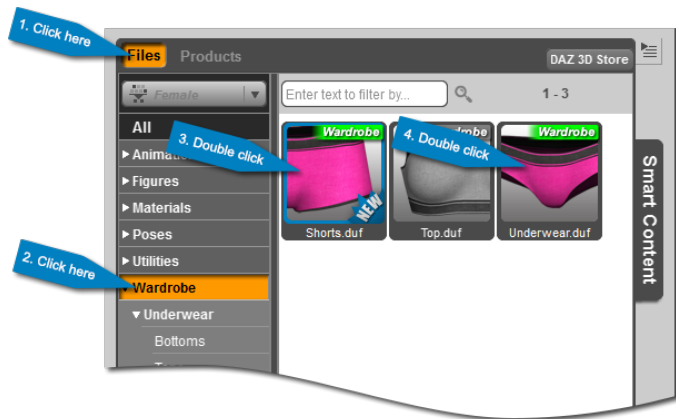 1. Click here
Files Products
DAZ 3D Store
Female
Enter text to filter by...
1 - 3
All
Wardrobe
Wardrobe
3. Double click
4. Double click
Figures
Materials
Poses
NEW
Shorts.duf
Top.duf
Underwear.duf
Smart Content
Utilities
2. Click here
Wardrobe
Underwear
Bottoms